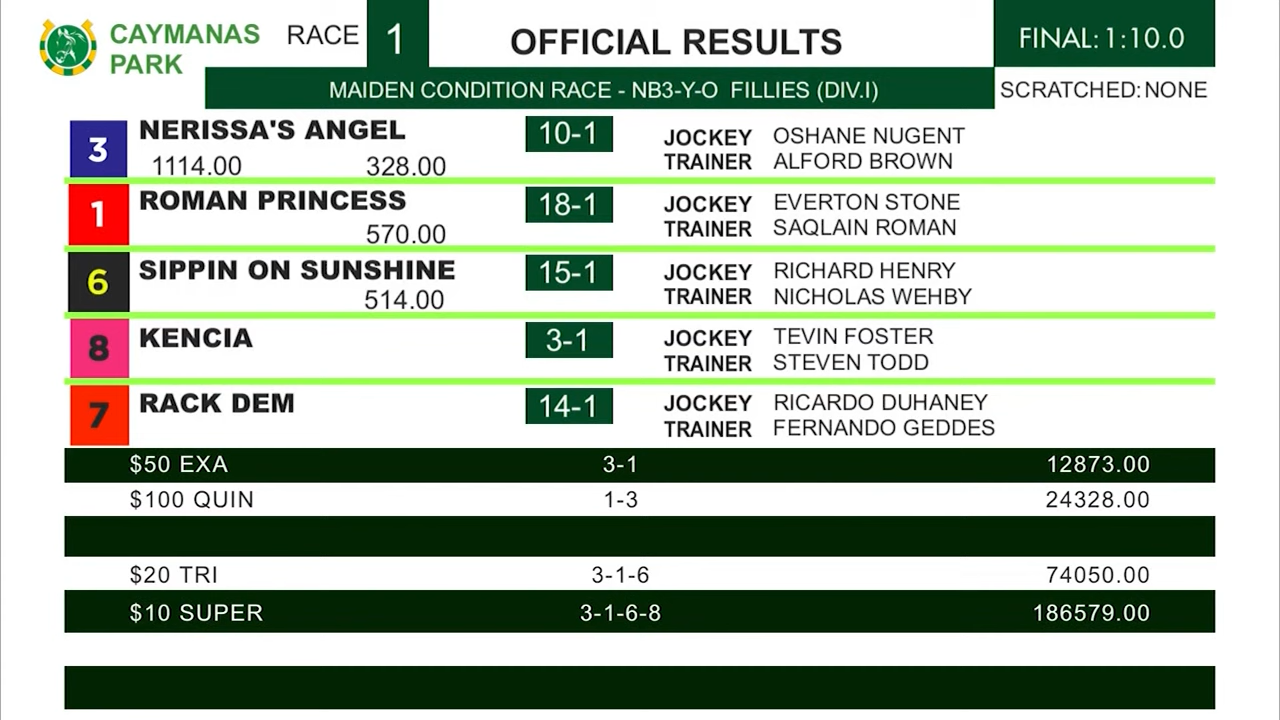 CAYMANAS PARK
RACE 1
OFFICIAL RESULTS
FINAL: 1:10.0
MAIDEN CONDITION RACE - NB3-Y-O FILLIES (DIV.I)
SCRATCHED: NONE
3 NERISSA'S ANGEL 10-1 JOCKEY OSHANE NUGENT
1114.00 328.00 TRAINER ALFORD BROWN
1 ROMAN PRINCESS 18-1 JOCKEY EVERTON STONE
570.00 TRAINER SAQLAIN ROMAN
6 SIPPIN ON SUNSHINE 15-1 JOCKEY RICHARD HENRY
514.00 TRAINER NICHOLAS WEHBY
8 KENCIA 3-1 JOCKEY TEVIN FOSTER
TRAINER STEVEN TODD
7 RACK DEM 14-1 JOCKEY RICARDO DUHANEY
TRAINER FERNANDO GEDDES
$50 EXA 3-1 12873.00
$100 QUIN 1-3 24328.00
$20 TRI 3-1-6 74050.00
$10 SUPER 3-1-6-8 186579.00